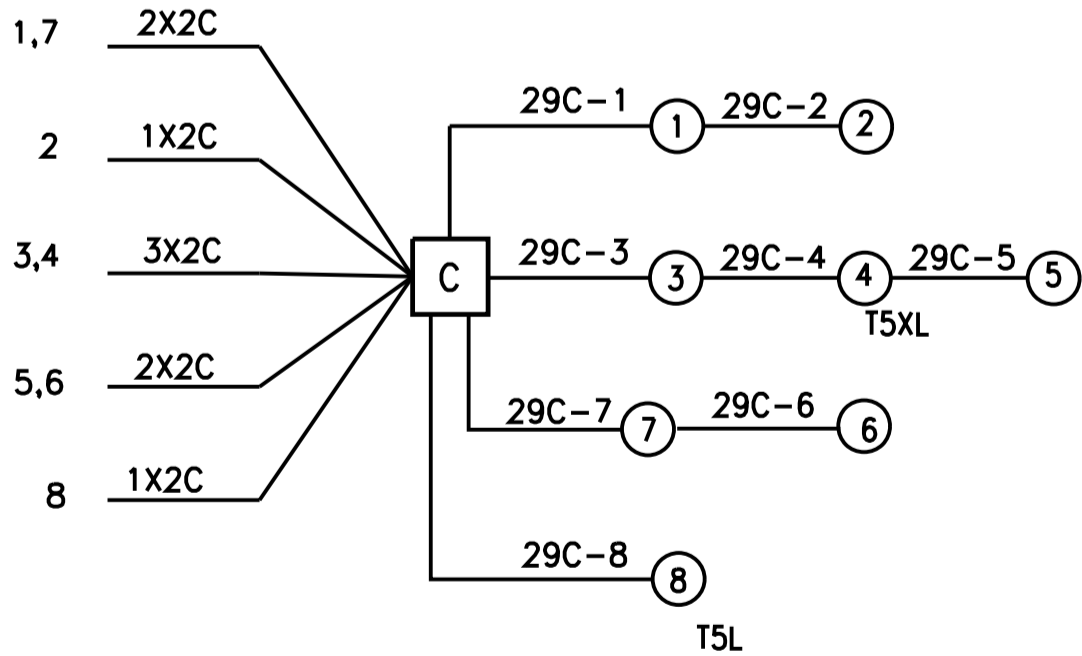 1,7 2X2C
2 1X2C
3,4 3X2C
5,6 2X2C
8 1X2C
C
29C-1 1 29C-2 2
29C-3 3 29C-4 4 29C-5 5
T5XL
29C-7 7 29C-6 6
29C-8 8
T5L